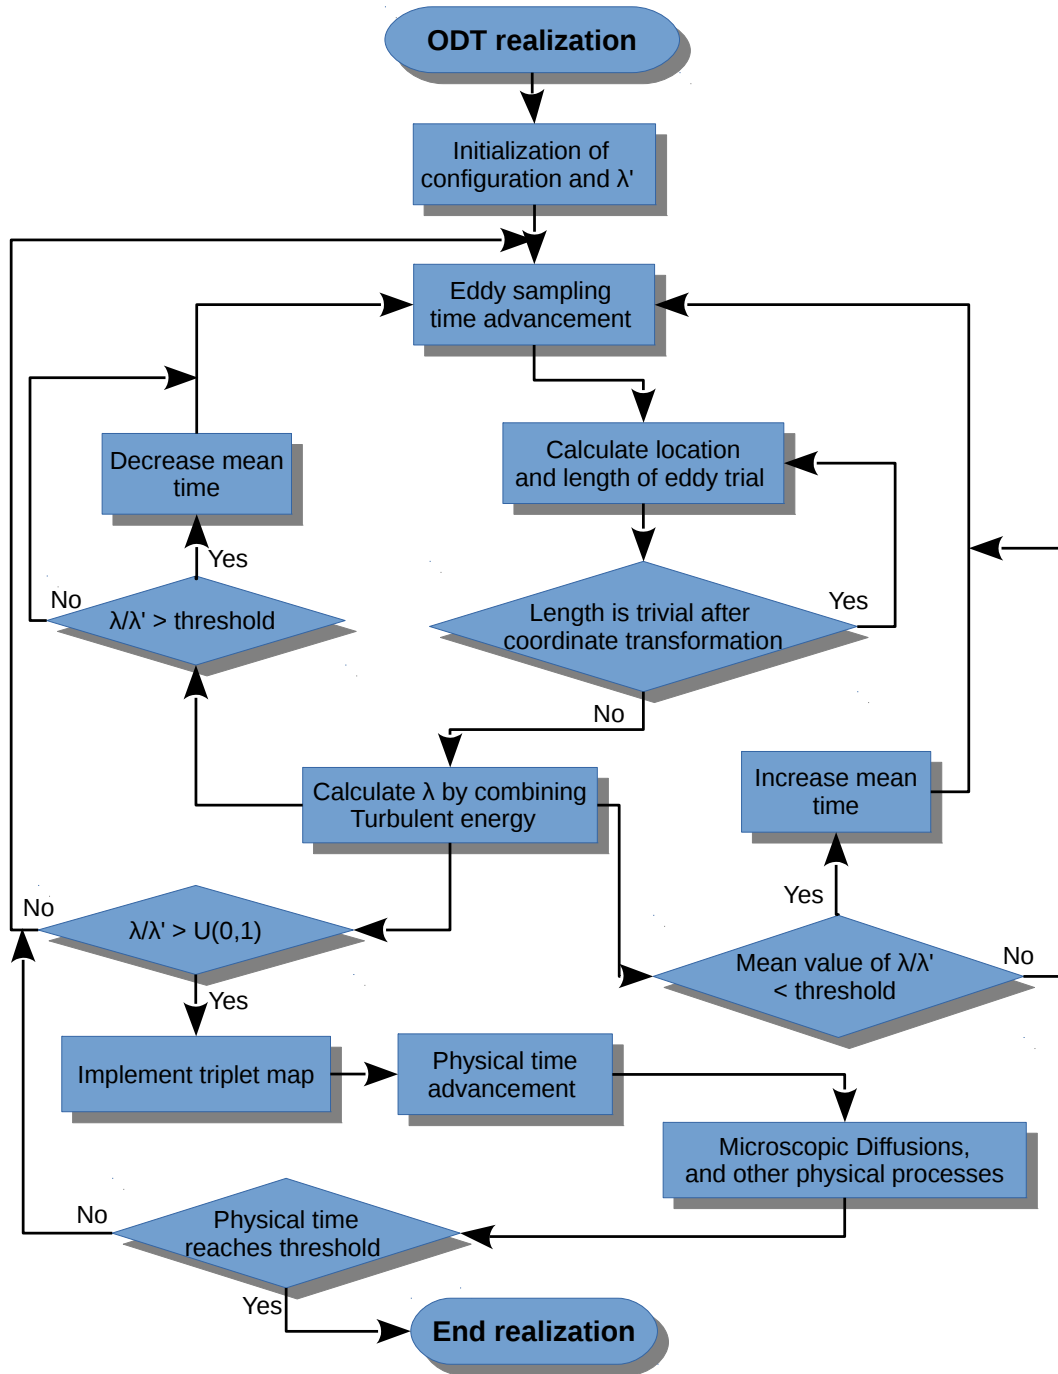 ODT realization
Initialization of
configuration and λ'
Eddy sampling
time advancement
Calculate location
and length of eddy trial
Decrease mean
time
Yes
No
λ/λ' > threshold
Length is trivial after
coordinate transformation
Yes
No
Calculate λ by combining
Turbulent energy
Increase mean
time
Yes
No
λ/λ' > U(0,1)
Yes
Mean value of λ/λ'
< threshold
No
Implement triplet map
Physical time
advancement
Microscopic Diffusions,
and other physical processes
No
Physical time
reaches threshold
Yes
End realization